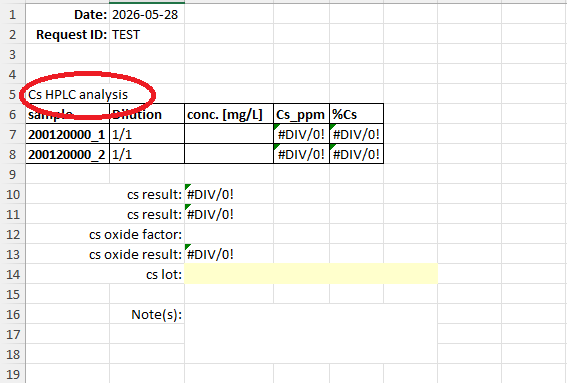 1 Date: 2026-05-28
2 Request ID: TEST
3
4
5 Cs HPLC analysis
6 sample Dilution conc. [mg/L] Cs_ppm %Cs
7 200120000_1 1/1 #DIV/0! #DIV/0!
8 200120000_2 1/1 #DIV/0! #DIV/0!
9
10 cs result: #DIV/0!
11 cs result: #DIV/0!
12 cs oxide factor:
13 cs oxide result: #DIV/0!
14 cs lot:
15
16 Note(s):
17
18
19